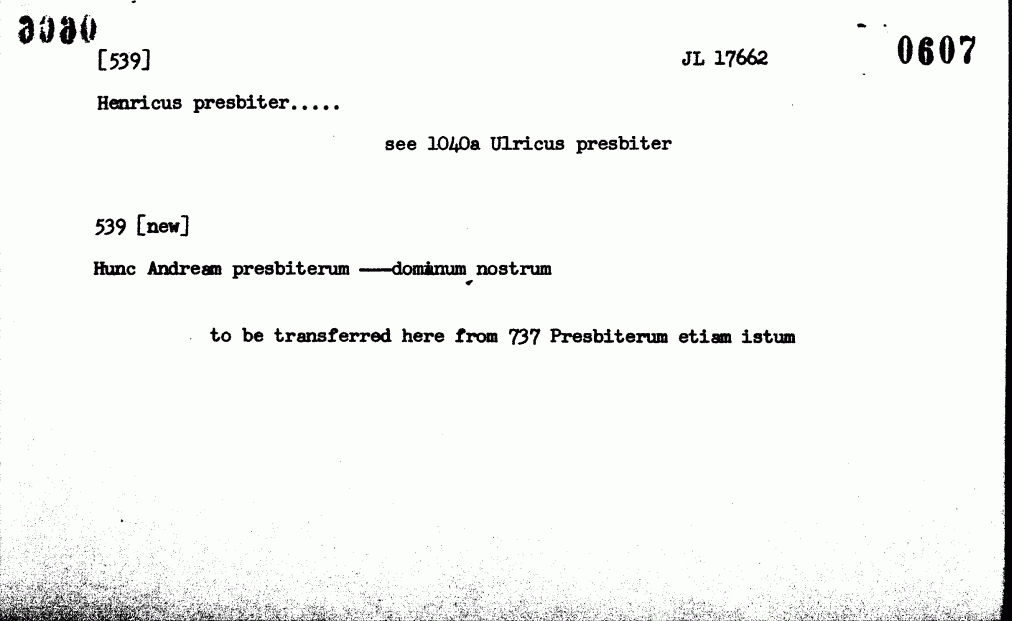 [539] JL 17662 0607
Henricus presbiter.....
see 1040a Ulricus presbiter
539 [new]
Hunc Andream presbiterum —dominum nostrum
to be transferred here from 737 Presbiterum etiam istum